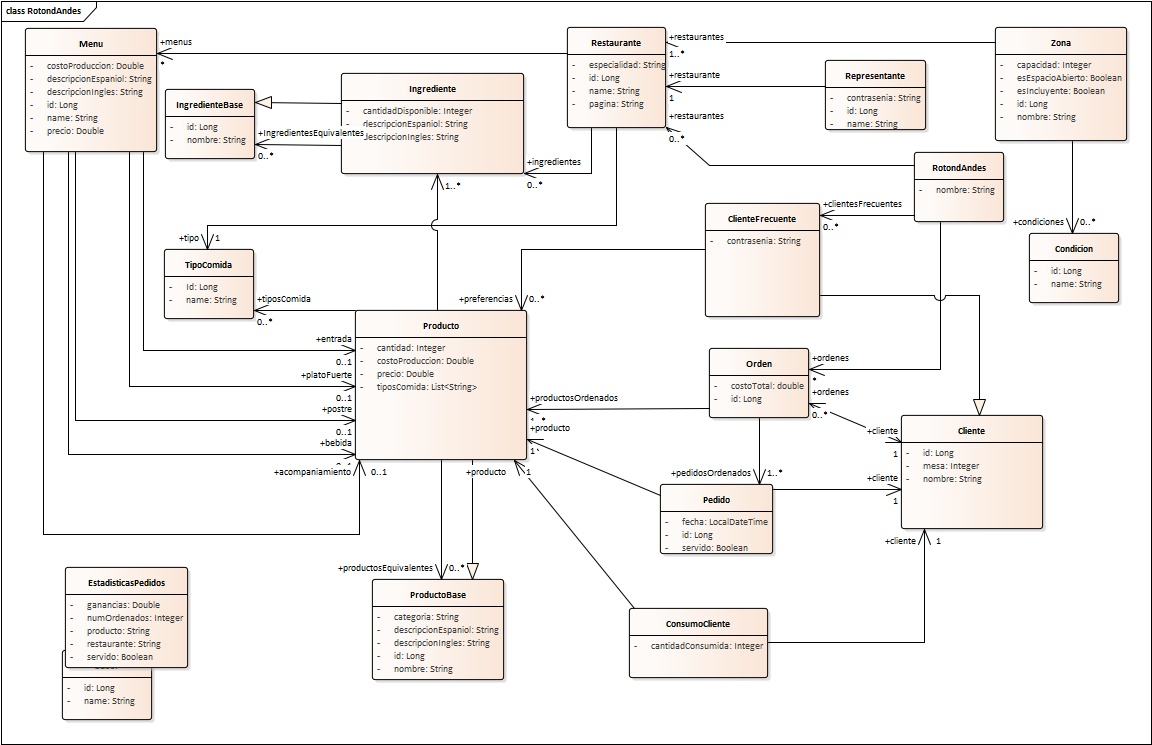 class RotondAndes
Menu
- costoProduccion: Double
- descripcionEspaniol: String
- descripcionIngles: String
- id: Long
- name: String
- precio: Double
+menus
*
IngredienteBase
- id: Long
- nombre: String
Ingrediente
- cantidadDisponible: Integer
- descripcionEspaniol: String
descripcionIngles: String
+IngredientesEquivalentes
0..*
Restaurante
- especialidad: String
- id: Long
- name: String
- pagina: String
+restaurantes
1..*
+restaurante
1
+restaurantes
0..*
Representante
- contrasenia: String
- id: Long
- name: String
Zona
- capacidad: Integer
- esEspacioAbierto: Boolean
- esIncluyente: Boolean
- id: Long
- nombre: String
+ingredientes
0..*
1..*
RotondAndes
- nombre: String
ClienteFrecuente
- contrasenia: String
+clientesFrecuentes
0..*
+condiciones
0..*
Condicion
- id: Long
- name: String
+tipo
1
TipoComida
- Id: Long
- name: String
+tiposComida
0..*
+preferencias
0..*
Producto
- cantidad: Integer
- costoProduccion: Double
- precio: Double
- tiposComida: List<String>
+entrada
0..1
+platoFuerte
0..1
+postre
0..1
+bebida
+acompaniamiento
0..1
Orden
- costoTotal: double
- id: Long
+ordenes
*
+ordenes
0..*
+productosOrdenados
+producto
1
+producto
1
+cliente
1
+cliente
1
Cliente
- id: Long
- mesa: Integer
- nombre: String
+pedidosOrdenados
1..*
Pedido
- fecha: LocalDateTime
- id: Long
- servido: Boolean
+cliente
1
+productosEquivalentes
0..*
ProductoBase
- categoria: String
- descripcionEspaniol: String
- descripcionIngles: String
- id: Long
- nombre: String
ConsumoCliente
- cantidadConsumida: Integer
EstadisticasPedidos
- ganancias: Double
- numOrdenados: Integer
- producto: String
- restaurante: String
- servido: Boolean
- id: Long
- name: String